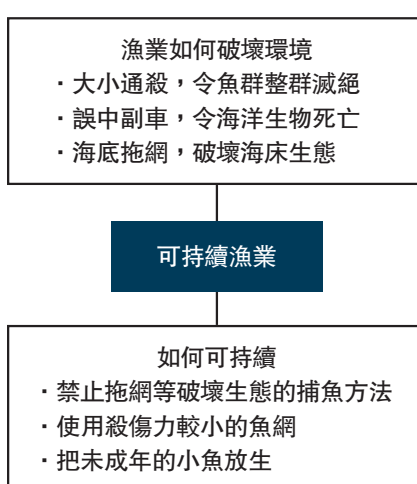 漁業如何破壞環境
・大小通殺，令魚群整群滅絕
・誤中副車，令海洋生物死亡
・海底拖網，破壞海床生態
可持續漁業
如何可持續
・禁止拖網等破壞生態的捕魚方法
・使用殺傷力較小的魚網
・把未成年的小魚放生